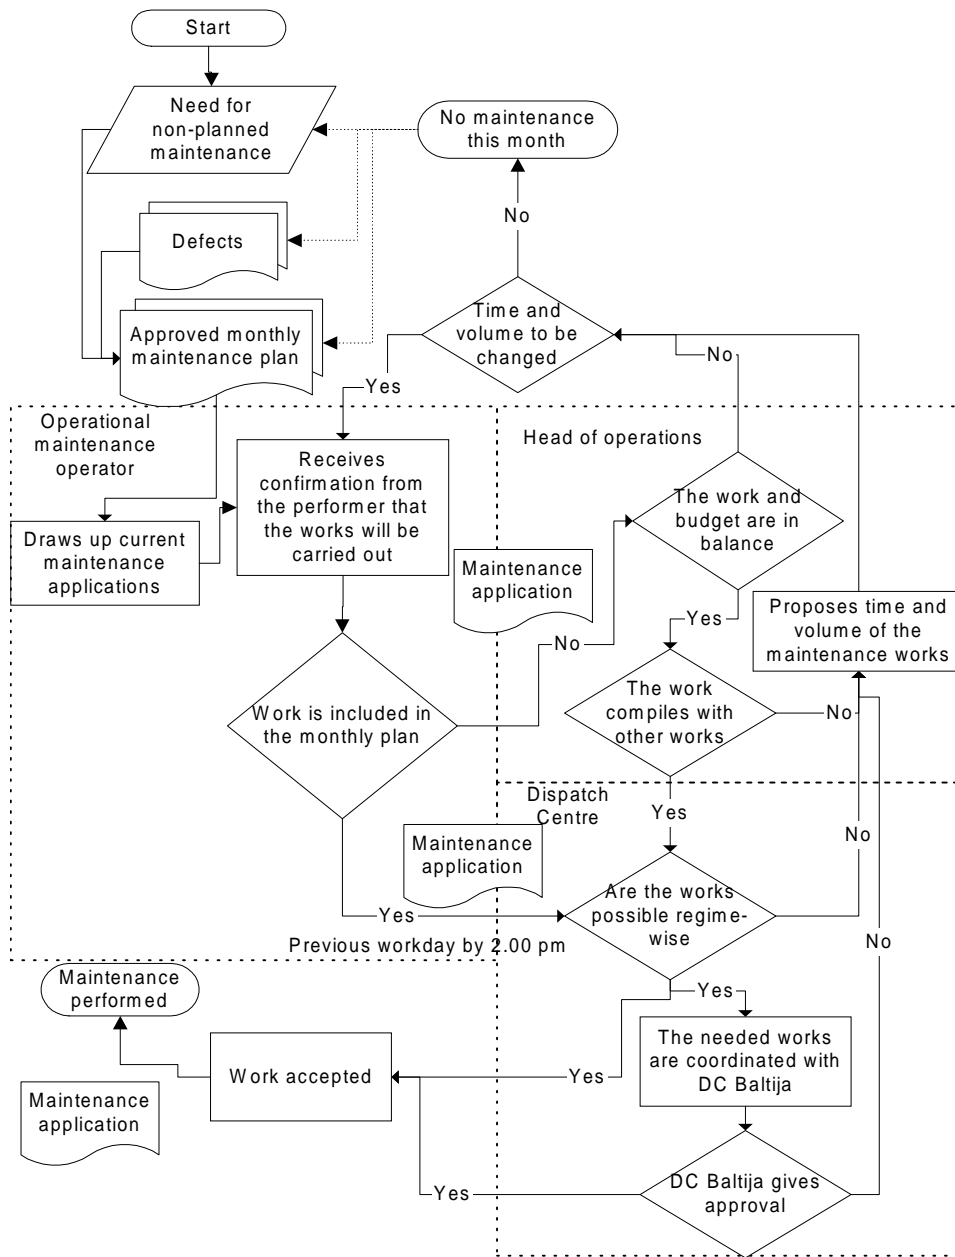 Start
Need for
non-planned
maintenance
No maintenance
this month
No
Defects
Time and
volume to be
changed
Approved monthly
maintenance plan
No
Yes
Operational
maintenance
operator
Head of operations
Receives
confirmation from
the performer that
the works will be
carried out
The work and
budget are in
balance
Draws up current
maintenance
applications
Maintenance
application
Proposes time and
volume of the
maintenance works
Yes
No
The work
compiles with
other works
No
Work is included in
the monthly plan
Dispatch
Centre
Yes
Maintenance
application
No
Are the works
possible regime-
wise
Yes
No
Previous workday by 2.00 pm
Maintenance
performed
Yes
The needed works
are coordinated with
DC Baltija
Work accepted
Yes
Maintenance
application
DC Baltija gives
approval
Yes